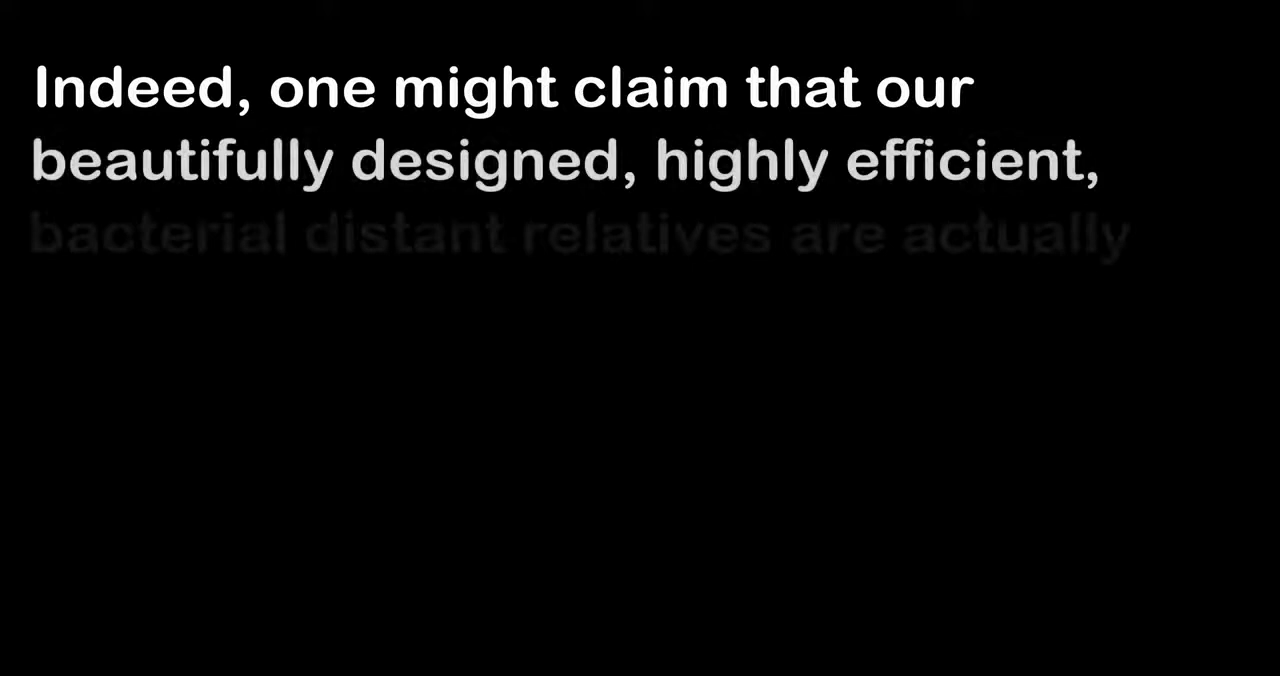 Indeed, one might claim that our
beautifully designed, highly efficient,
bacterial distant relatives are actually